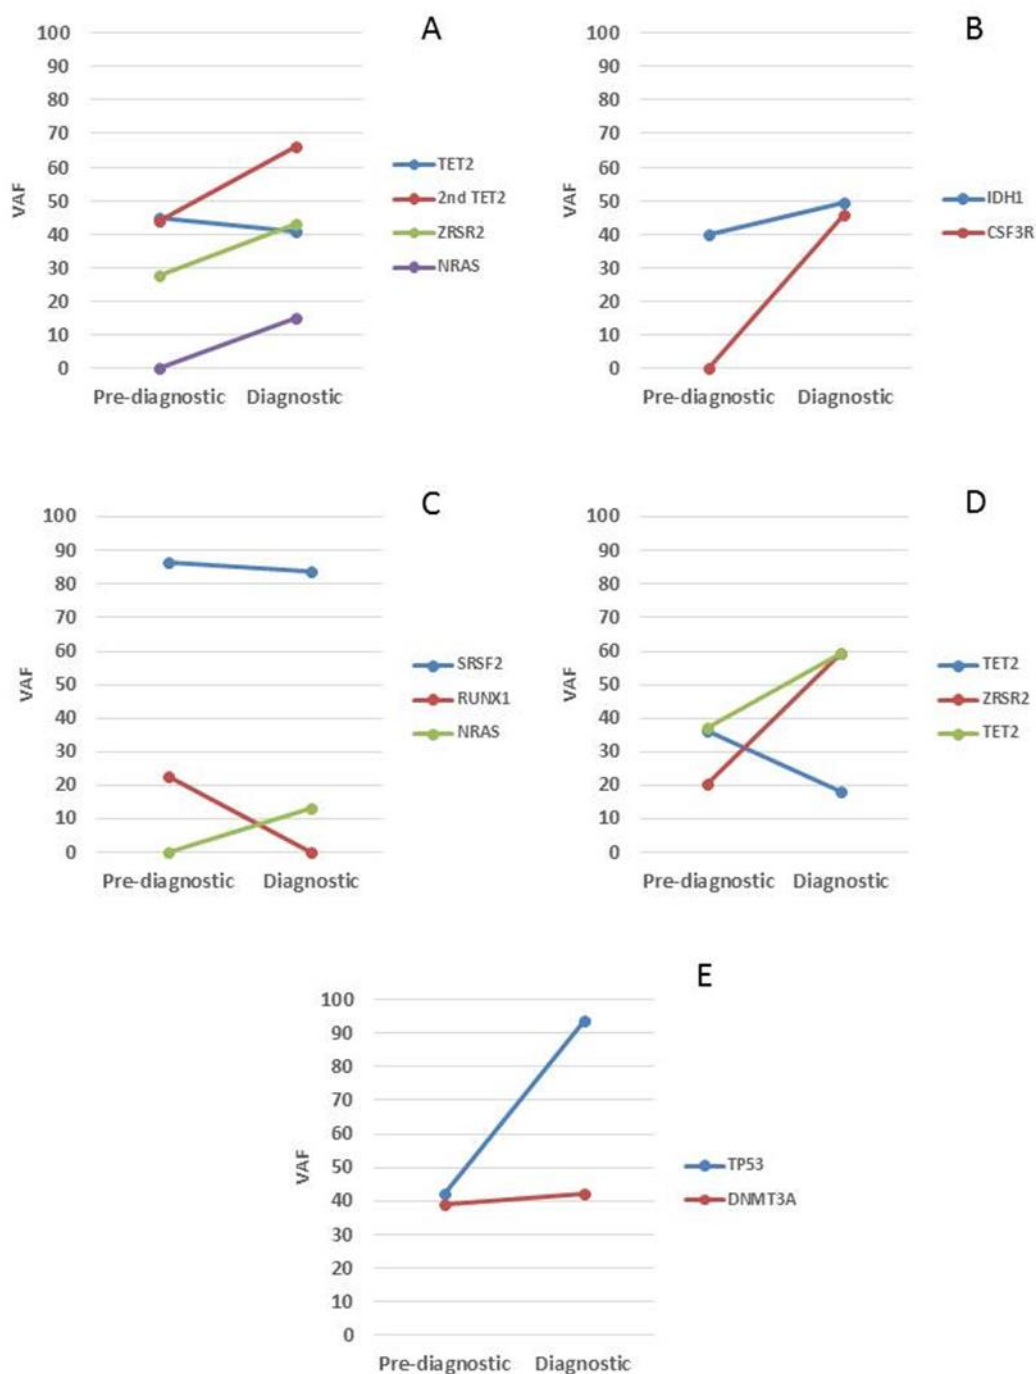 A
100
90
80
70
60
50
40
30
20
10
0
VAF
Pre-diagnostic Diagnostic
TET2
2nd TET2
ZRSR2
NRAS
B
100
90
80
70
60
50
40
30
20
10
0
VAF
Pre-diagnostic Diagnostic
IDH1
CSF3R
C
100
90
80
70
60
50
40
30
20
10
0
VAF
Pre-diagnostic Diagnostic
SRSF2
RUNX1
NRAS
D
100
90
80
70
60
50
40
30
20
10
0
VAF
Pre-diagnostic Diagnostic
TET2
ZRSR2
TET2
E
100
90
80
70
60
50
40
30
20
10
0
VAF
Pre-diagnostic Diagnostic
TP53
DNMT3A